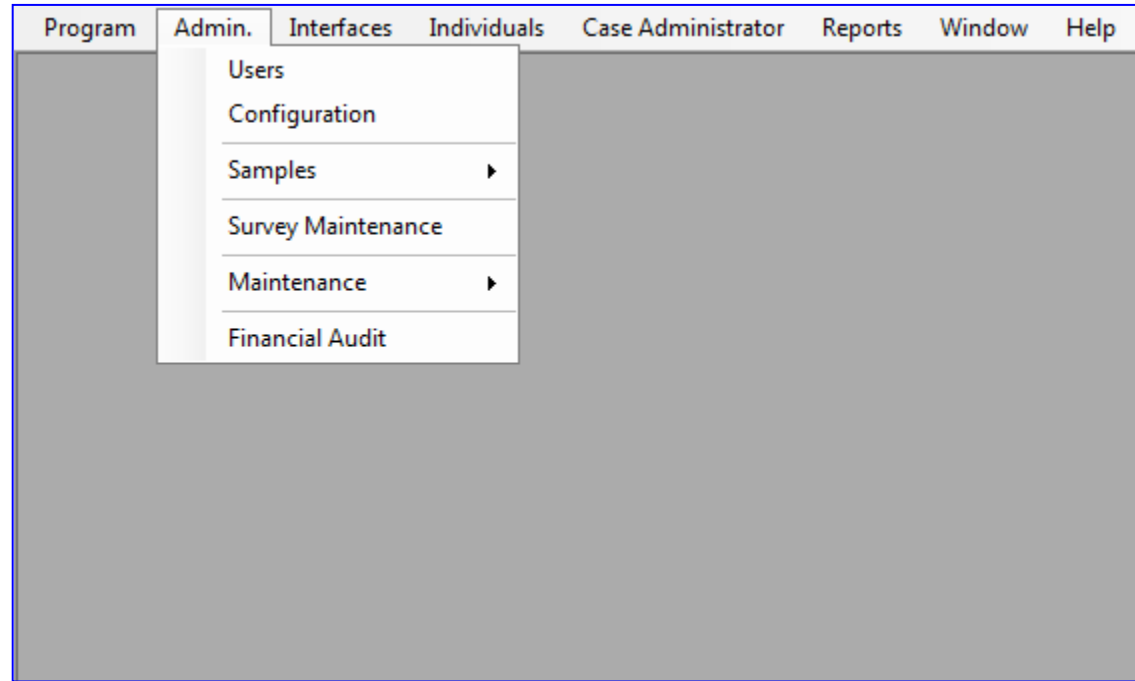 Program Admin. Interfaces Individuals Case Administrator Reports Window Help
Users
Configuration
Samples
Survey Maintenance
Maintenance
Financial Audit